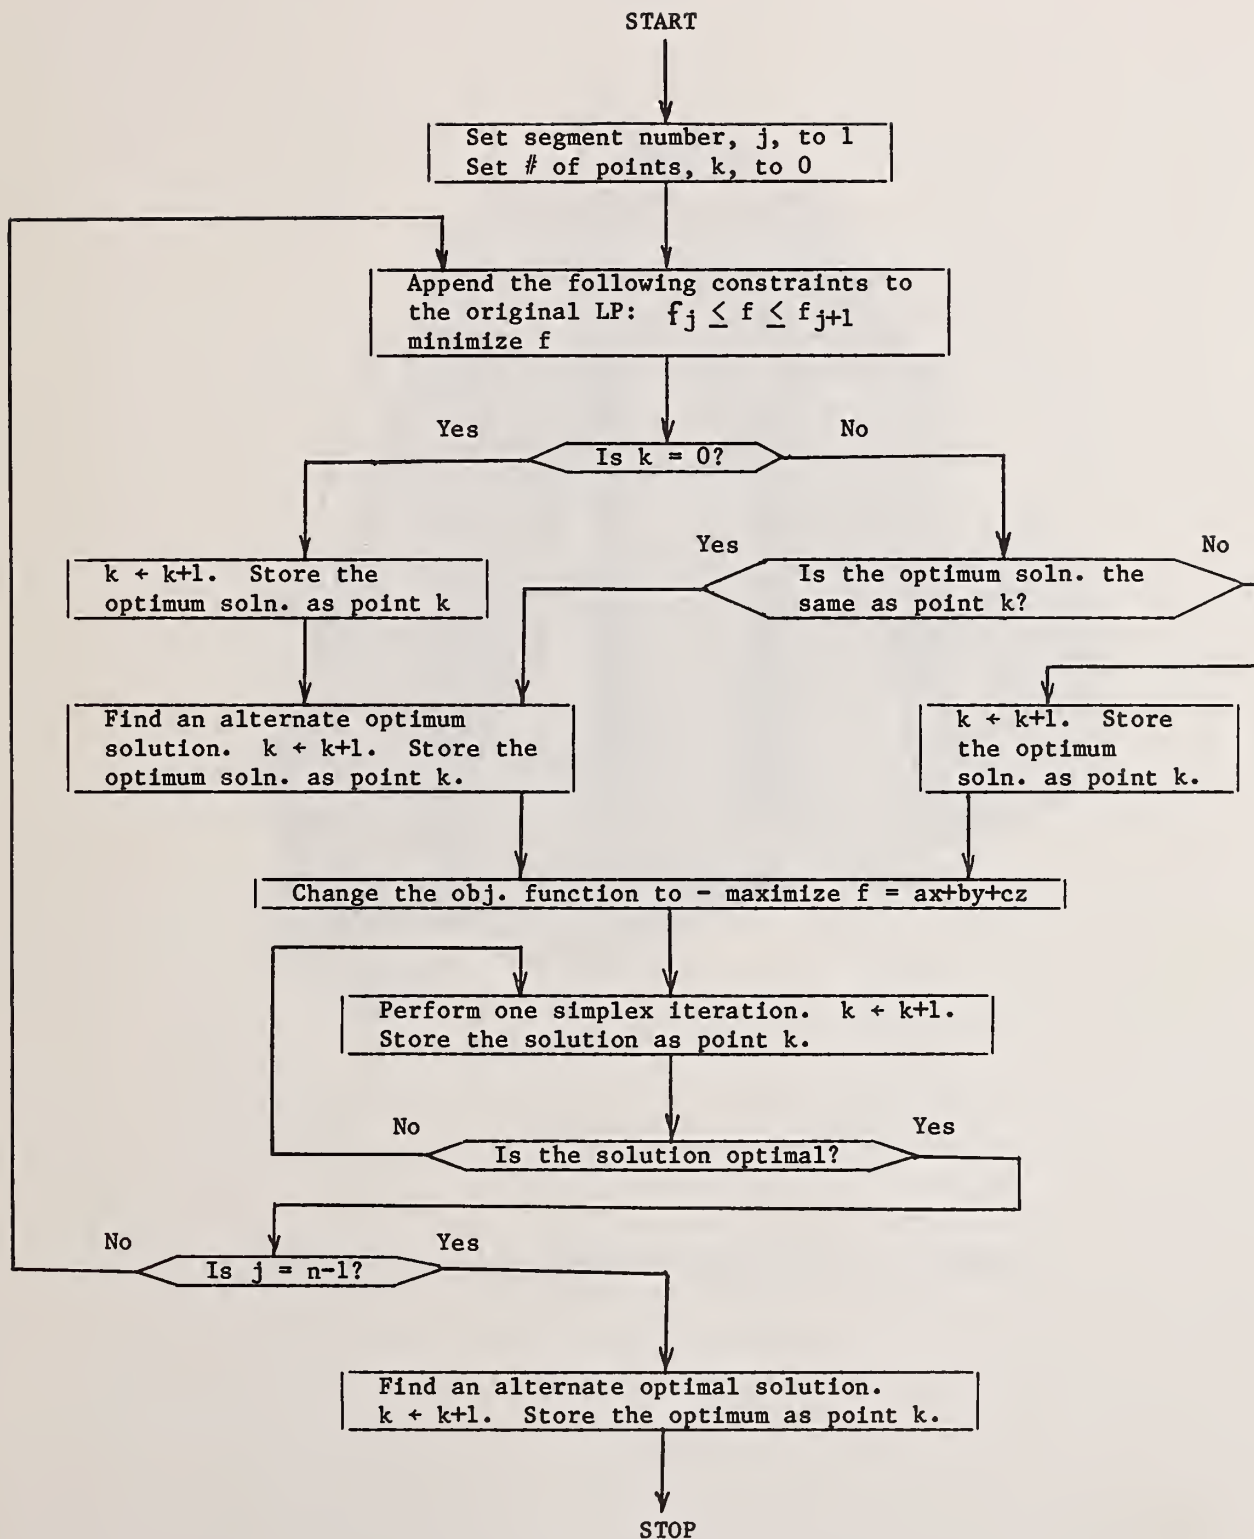 START
Set segment number, j, to 1
Set # of points, k, to 0
Append the following constraints to
the original LP: fj ≤ f ≤ fj+1
minimize f
Yes
No
Is k = 0?
Yes
No
k ← k+1. Store the
optimum soln. as point k
Is the optimum soln. the
same as point k?
Find an alternate optimum
solution. k ← k+1. Store the
optimum soln. as point k.
k ← k+1. Store
the optimum
soln. as point k.
Change the obj. function to - maximize f = ax+by+cz
Perform one simplex iteration. k ← k+1.
Store the solution as point k.
No
Yes
Is the solution optimal?
No
Yes
Is j = n-1?
Find an alternate optimal solution.
k ← k+1. Store the optimum as point k.
STOP